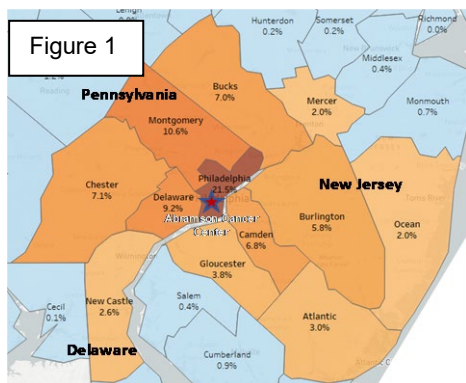 Figure 1
Hunterdon
0.2%
Somerset
0.2%
Richmond
0.0%
Middlesex
0.4%
Monmouth
0.7%
Bucks
7.0%
Pennsylvania
Mercer
2.0%
Montgomery
10.6%
Philadelphia
21.5%
Chester
7.1%
Delaware
9.2%
New Jersey
Abramson Cancer
Center
Camden
6.8%
Burlington
5.8%
Ocean
2.0%
Gloucester
3.8%
Cecil
0.1%
New Castle
2.6%
Salem
0.4%
Atlantic
3.0%
Delaware
Cumberland
0.9%